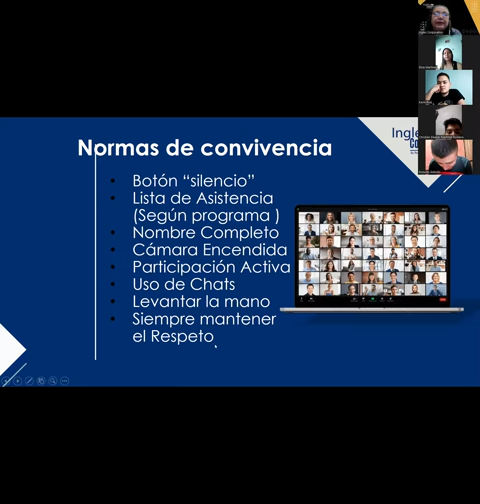 Normas de convivencia
• Botón “silencio”
• Lista de Asistencia
(Según programa )
• Nombre Completo
• Cámara Encendida
• Participación Activa
• Uso de Chats
• Levantar la mano
• Siempre mantener
el Respeto